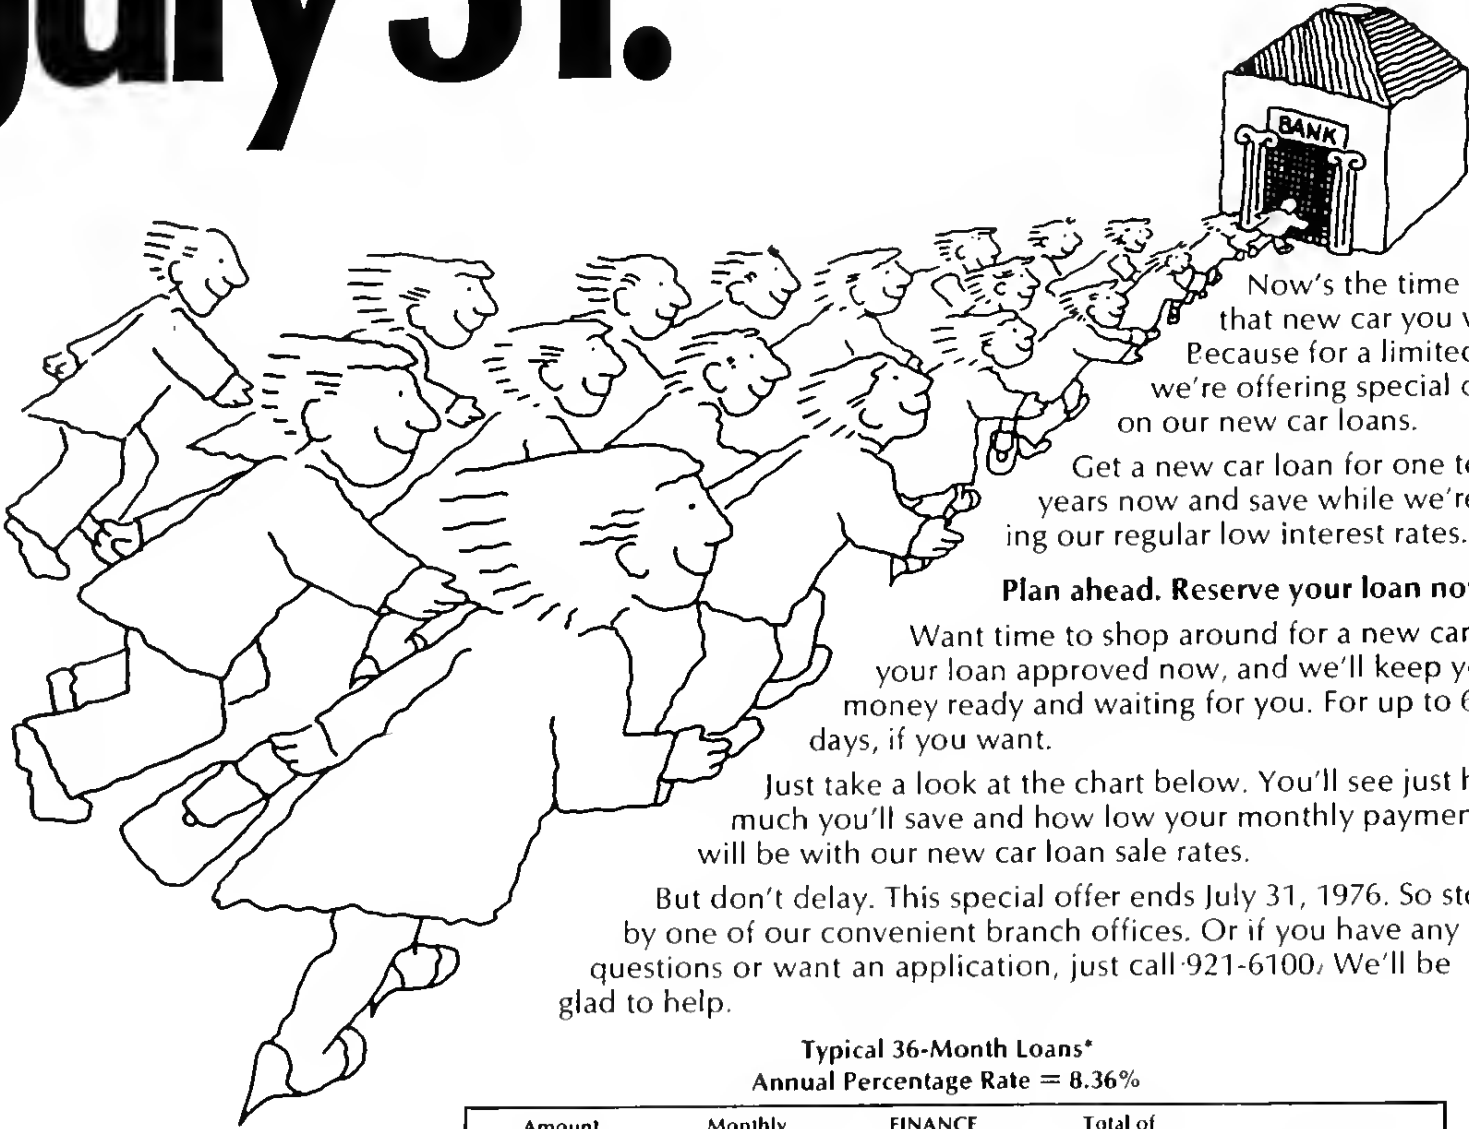 July 31.
BANK
Now's the time
that new car you
Because for a limited
we're offering special
on our new car loans.
Get a new car loan for one
years now and save while we're
ing our regular low interest rates.
Plan ahead. Reserve your loan
Want time to shop around for a new car
your loan approved now, and we'll keep
money ready and waiting for you. For up to
days, if you want.
Just take a look at the chart below. You'll see just
much you'll save and how low your monthly
will be with our new car loan sale rates.
But don't delay. This special offer ends July 31, 1976. So
by one of our convenient branch offices. Or if you have any
questions or want an application, just call 921-6100. We'll be
glad to help.
Typical 36-Month Loans*
Annual Percentage Rate = 8.36%
Amount Monthly FINANCE Total of